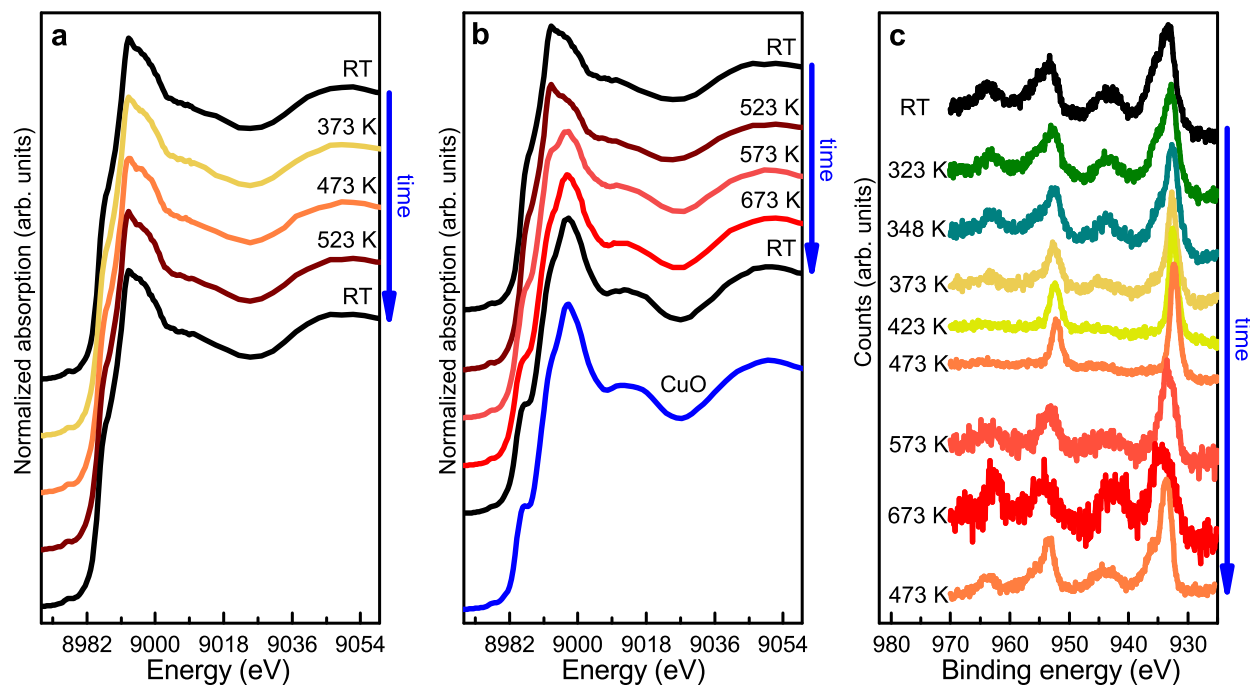 a
RT
373 K
473 K
523 K
RT
time
Normalized absorption (arb. units)
8982 9000 9018 9036 9054
Energy (eV)
b
RT
523 K
573 K
673 K
RT
CuO
time
Normalized absorption (arb. units)
8982 9000 9018 9036 9054
Energy (eV)
c
RT
323 K
348 K
373 K
423 K
473 K
573 K
673 K
473 K
time
Counts (arb. units)
980 970 960 950 940 930
Binding energy (eV)